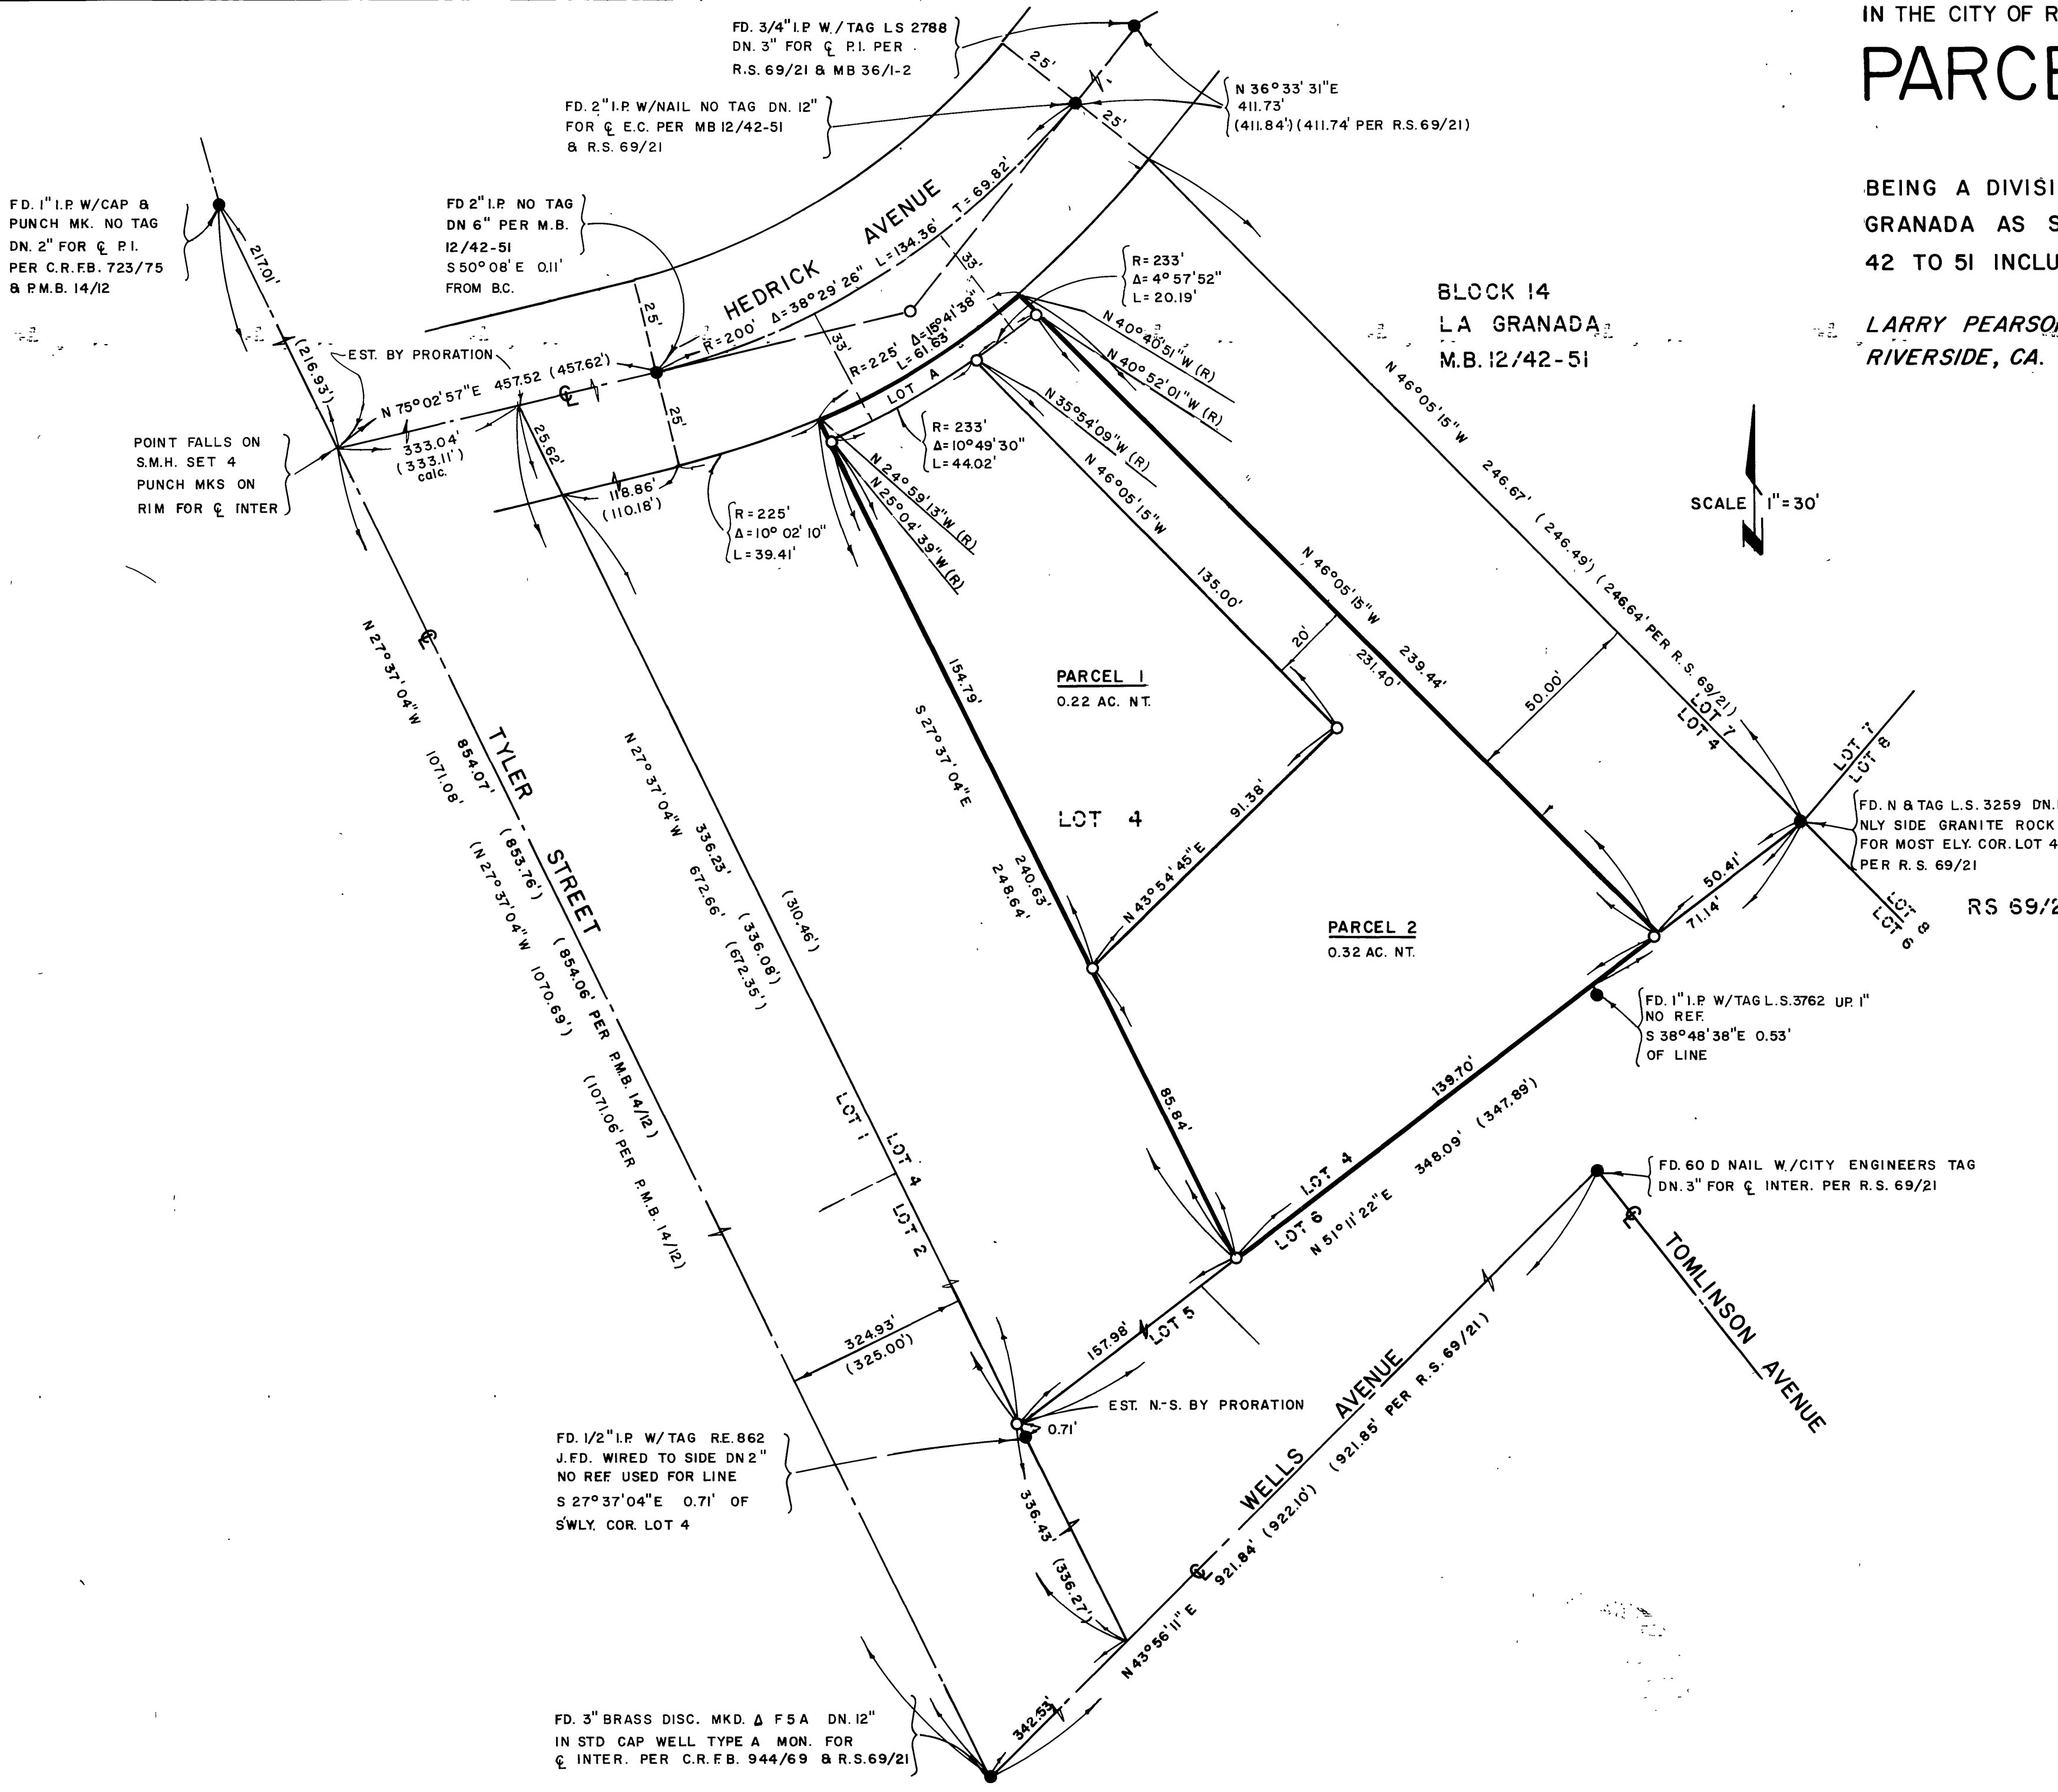 IN THE CITY OF R
PARCE
BEING A DIVISI
GRANADA AS S
42 TO 51 INCLU
LARRY PEARSO
RIVERSIDE, CA.
FD. 3/4" I.P. W./TAG LS 2788
DN. 3" FOR ℄ P.I. PER
R.S. 69/21 & MB 36/1-2
FD. 2" I.P. W/NAIL NO TAG DN. 12"
FOR ℄ E.C. PER MB 12/42-51
& R.S. 69/21
N 36°33'31"E
411.73'
(411.84')(411.74' PER R.S. 69/21)
25'
25'
FD. 1" I.P. W/CAP &
PUNCH MK. NO TAG
DN. 2" FOR ℄ P.I.
PER C.R.F.B. 723/75
& P.M.B. 14/12
FD 2" I.P. NO TAG
DN 6" PER M.B.
12/42-51
S 50°08' E 0.11'
FROM B.C.
217.01'
(216.93')
EST. BY PRORATION
N 75°02'57"E 457.52 (457.62')
℄
333.04'
(333.11')
calc.
POINT FALLS ON
S.M.H. SET 4
PUNCH MKS ON
RIM FOR ℄ INTER
25.62'
118.86'
(110.18')
25'
25'
HEDRICK AVENUE
R=200' Δ=38°29'26" L=134.36' T=69.82'
33'
33'
R=225' Δ=15°41'38"
L=61.63'
LOT A
R=233'
Δ=4°57'52"
L=20.19'
R=233'
Δ=10°49'30"
L=44.02'
R=225'
Δ=10°02'10"
L=39.41'
N 40°40'51"W (R)
N 40°52'01"W (R)
N 35°54'09"W (R)
N 24°59'13"W (R)
N 25°04'39"W (R)
BLOCK 14
LA GRANADA
M.B. 12/42-51
SCALE 1"=30'
N
N 46°05'15"W 246.67' (246.49') (246.64' PER R.S. 69/21)
N 46°05'15"W
135.00'
N 46°05'15"W 239.44'
231.40'
20'
50.00'
PARCEL 1
0.22 AC. NT.
154.79'
S 27°37'04"E
240.63'
248.64'
LOT 4
N 43°54'45"E
91.38'
PARCEL 2
0.32 AC. NT.
LOT 7
LOT 4
LOT 7
LOT 8
LOT 8
LOT 6
FD. N & TAG L.S. 3259 DN.
NLY SIDE GRANITE ROCK
FOR MOST ELY. COR. LOT 4
PER R.S. 69/21
RS 69/2
50.41'
71.14'
FD. 1" I.P. W/TAG L.S.3762 UP. 1"
NO REF.
S 38°48'38"E 0.53'
OF LINE
℄
N 27°37'04"W
TYLER STREET
854.07' (853.76') (854.06' PER P.M.B. 14/12)
1071.08' (N 27°37'04"W 1070.69') (1071.06' PER P.M.B. 14/12)
N 27°37'04"W
336.23' (336.08')
672.66' (672.35')
(310.46')
85.84'
139.70'
LOT 4
LOT 6
N 51°11'22"E 348.09' (347.89')
LOT 1
LOT 4
LOT 2
FD. 60 D NAIL W./CITY ENGINEERS TAG
DN. 3" FOR ℄ INTER. PER R.S. 69/21
℄
TOMLINSON AVENUE
324.93'
(325.00')
157.98'
LOT 5
EST. N.-S. BY PRORATION
0.71'
FD. 1/2" I.P. W/ TAG R.E. 862
J.FD. WIRED TO SIDE DN 2"
NO REF. USED FOR LINE
S 27°37'04"E 0.71' OF
S'WLY. COR. LOT 4
336.43'
(336.27')
WELLS AVENUE
℄
N43°56'11"E 921.84' (922.10') (921.85' PER R.S. 69/21)
342.53'
FD. 3" BRASS DISC. MKD. Δ F 5 A DN. 12"
IN STD CAP WELL TYPE A MON. FOR
℄ INTER. PER C.R.F.B. 944/69 & R.S.69/21